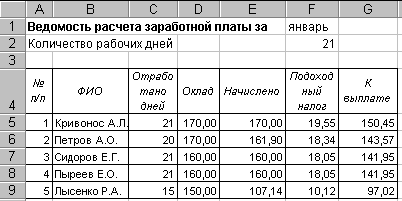 A B C D E F G
1 Ведомость расчета заработной платы за январь
2 Количество рабочих дней 21
3
4 № п/п ФИО Отрабо тано дней Оклад Начислено Подоход ный налог К выплате
5 1 Кривонос А.Л. 21 170,00 170,00 19,55 150,45
6 2 Петров А.О. 20 170,00 161,90 18,34 143,57
7 3 Сидоров Е.Г. 21 160,00 160,00 18,05 141,95
8 4 Пыреев Е.О. 21 160,00 160,00 18,05 141,95
9 5 Лысенко Р.А. 15 150,00 107,14 10,12 97,02